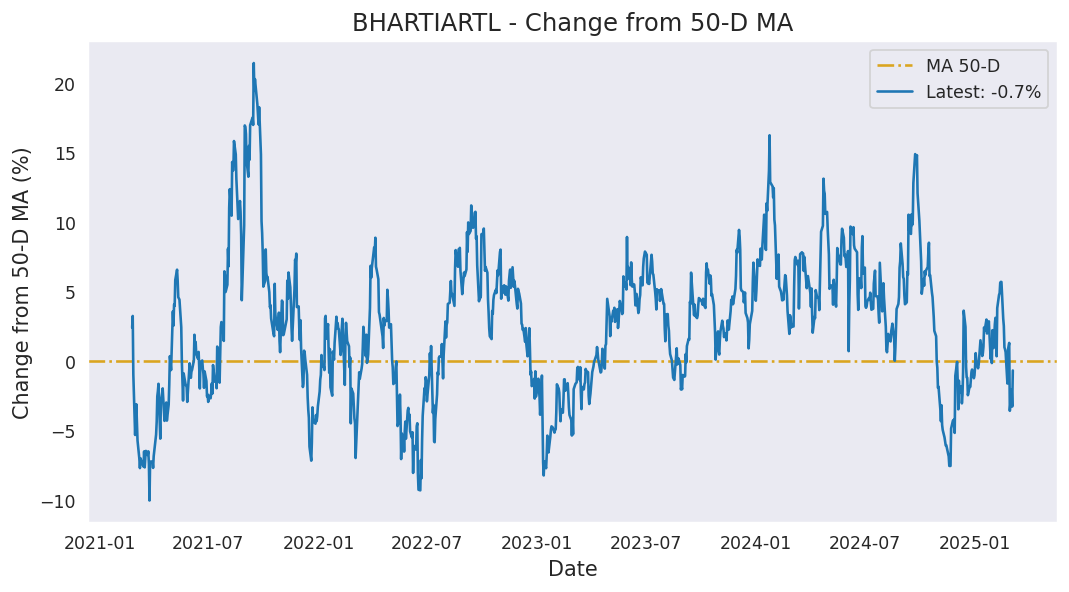 BHARTIARTL - Change from 50-D MA
MA 50-D
Latest: -0.7%
Change from 50-D MA (%)
20
15
10
5
0
−5
−10
2021-01 2021-07 2022-01 2022-07 2023-01 2023-07 2024-01 2024-07 2025-01
Date